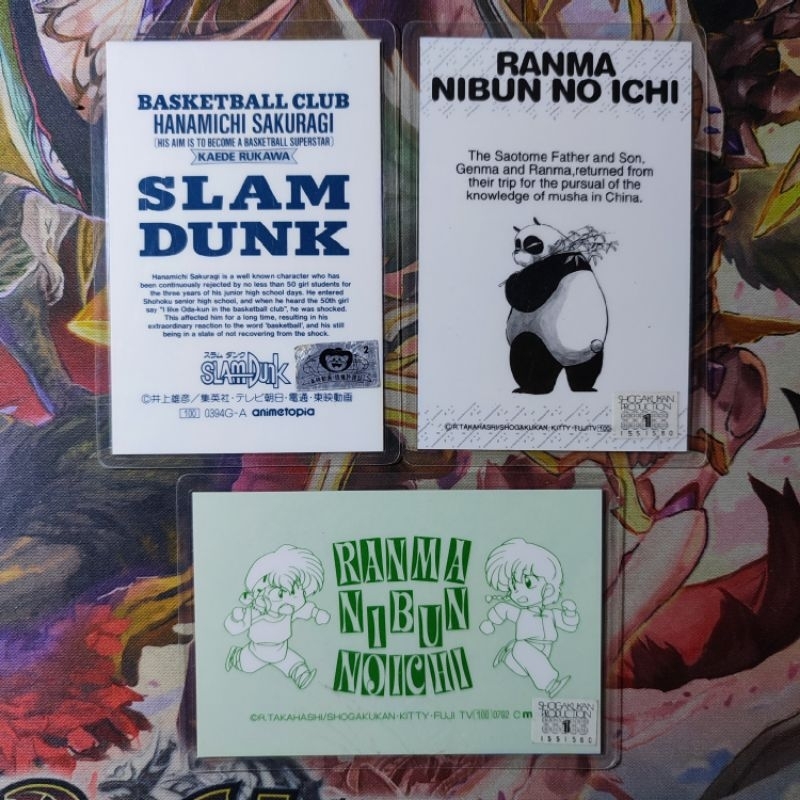 BASKETBALL CLUB
HANAMICHI SAKURAGI
(HIS AIM IS TO BECOME A BASKETBALL SUPERSTAR)
KAEDE RUKAWA
SLAM
DUNK
Hanamichi Sakuragi is a well known character who has
been continuously rejected by no less than 50 girl students for
the three years of his junior high school days. He entered
Shohoku senior high school, and when he heard the 50th girl
say "I like Oda-kun in the basketball club", he was shocked.
This affected him for a long time, resulting in his
extraordinary reaction to the word 'basketball', and his still
being in a state of not recovering from the shock.
スラム ダンク
SLAM DUNK
2
©井上雄彦／集英社・テレビ朝日・電通・東映動画
100 0394G-A animetopia
RANMA
NIBUN NO ICHI
The Saotome Father and Son,
Genma and Ranma,returned from
their trip for the pursual of the
knowledge of musha in China.
©R.TAKAHASHI/SHOGAKUKAN・KITTY・FUJITV 100
SHOGAKUKAN
PRODUCTION
1
1551580
RANMA
NIBUN
NOICHI
©R.TAKAHASHI/SHOGAKUKAN・KITTY・FUJI TV 100 0792 C m
SHOGAKUKAN
PRODUCTION
1
1551580